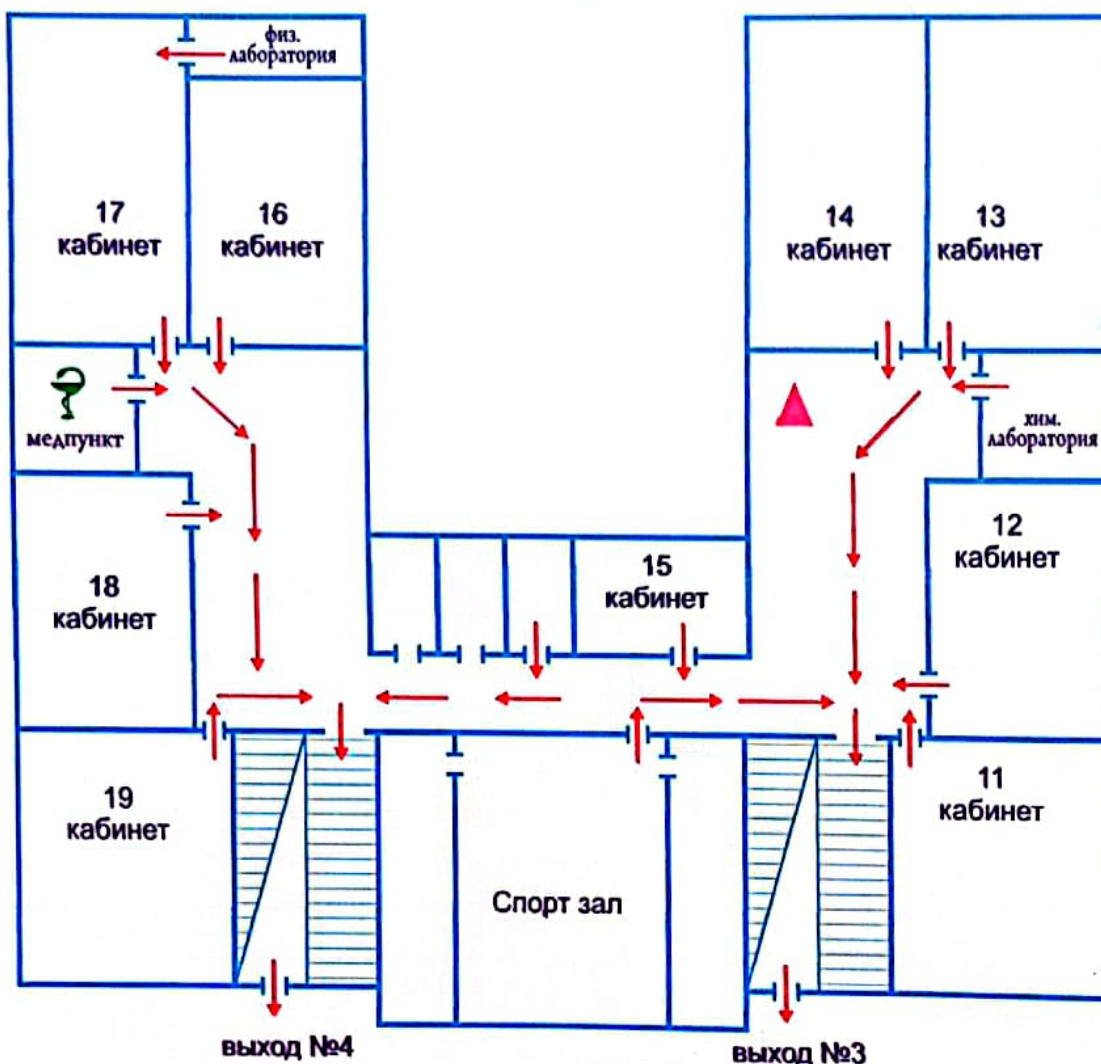 физ.
лаборатория
17
кабинет
16
кабинет
14
кабинет
13
кабинет
медпункт
хим.
лаборатория
18
кабинет
15
кабинет
12
кабинет
19
кабинет
Спорт зал
11
кабинет
выход №4
выход №3